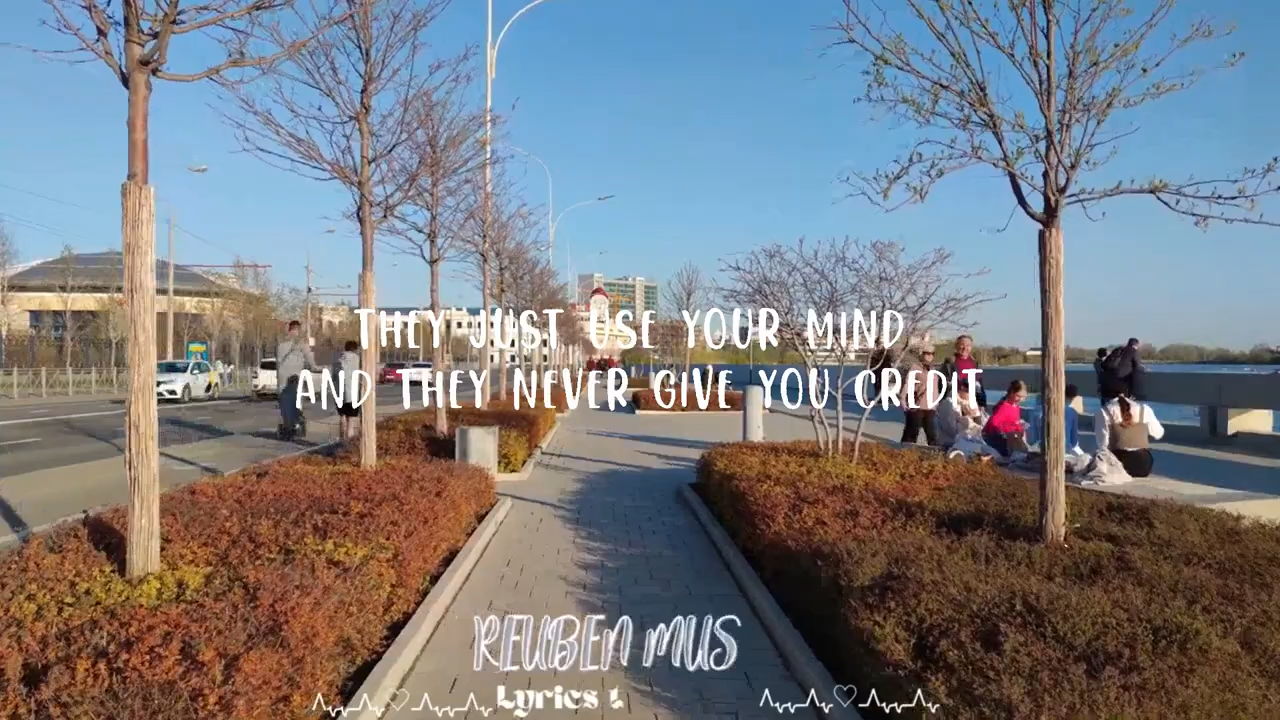 THEY JUST USE YOUR MIND
AND THEY NEVER GIVE YOU CREDIT
REUBEN MUS
Lyrics t